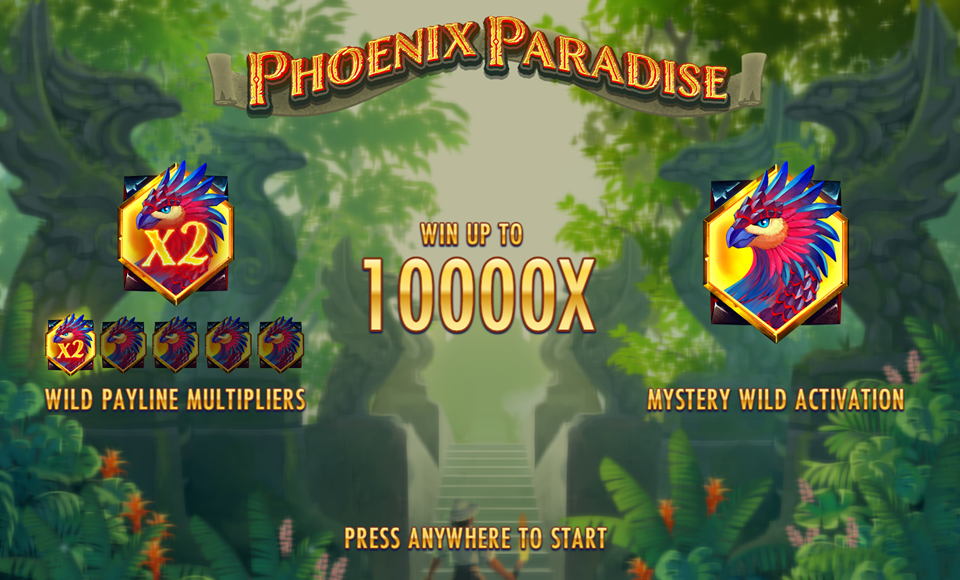 PHOENIX PARADISE
X2
X2
WILD PAYLINE MULTIPLIERS
WIN UP TO
10000X
MYSTERY WILD ACTIVATION
PRESS ANYWHERE TO START